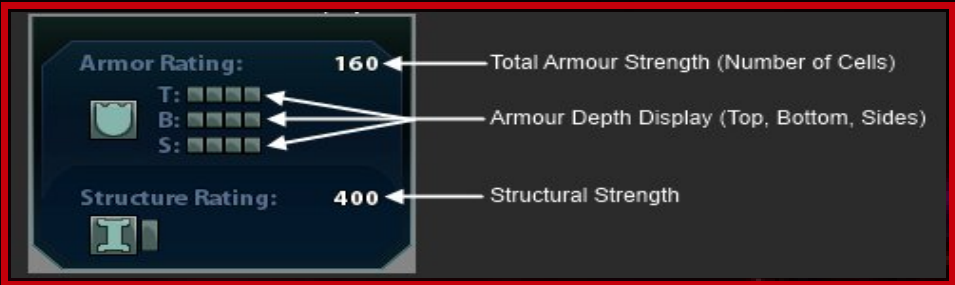 Armor Rating: 160 Total Armour Strength (Number of Cells)
T:
B: Armour Depth Display (Top, Bottom, Sides)
S:
Structure Rating: 400 Structural Strength